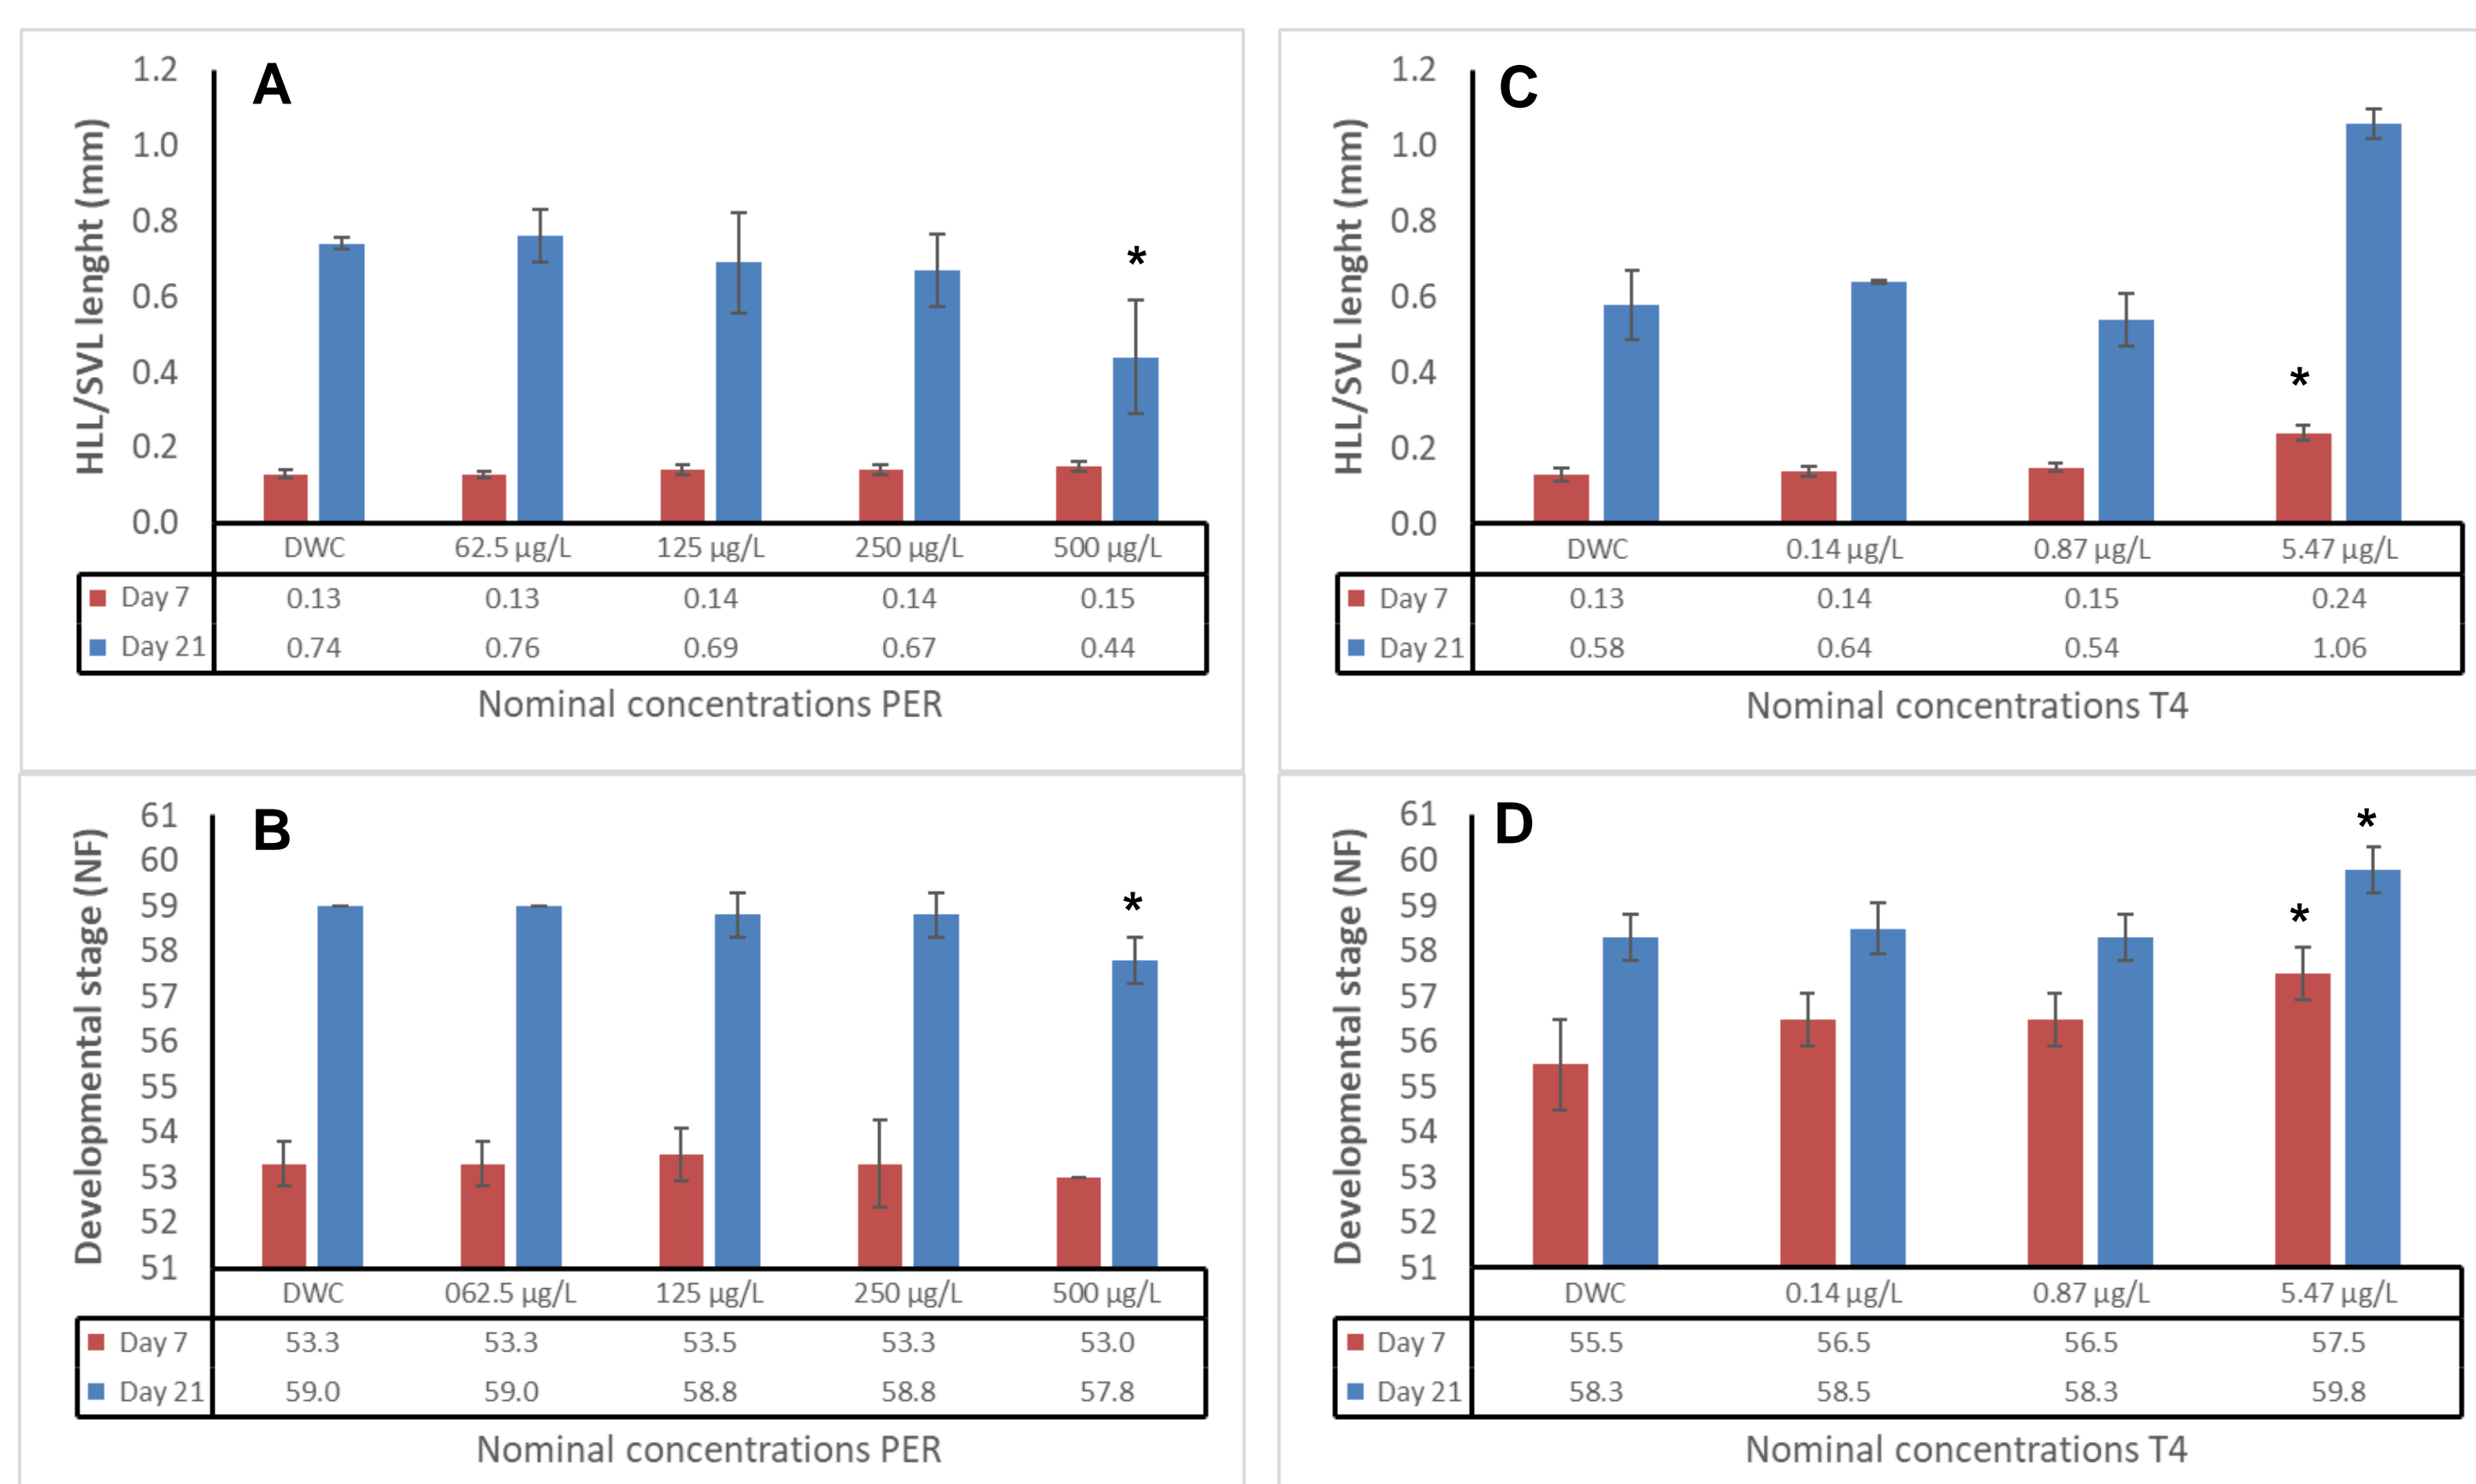 A
HLL/SVL lenght (mm)
1.2
1.0
0.8
0.6
0.4
0.2
0.0
*
DWC 62.5 µg/L 125 µg/L 250 µg/L 500 µg/L
Day 7 0.13 0.13 0.14 0.14 0.15
Day 21 0.74 0.76 0.69 0.67 0.44
Nominal concentrations PER
C
HLL/SVL lenght (mm)
1.2
1.0
0.8
0.6
0.4
0.2
0.0
*
DWC 0.14 µg/L 0.87 µg/L 5.47 µg/L
Day 7 0.13 0.14 0.15 0.24
Day 21 0.58 0.64 0.54 1.06
Nominal concentrations T4
B
Developmental stage (NF)
61
60
59
58
57
56
55
54
53
52
51
*
DWC 062.5 µg/L 125 µg/L 250 µg/L 500 µg/L
Day 7 53.3 53.3 53.5 53.3 53.0
Day 21 59.0 59.0 58.8 58.8 57.8
Nominal concentrations PER
D
Developmental stage (NF)
61
60
59
58
57
56
55
54
53
52
51
*
*
DWC 0.14 µg/L 0.87 µg/L 5.47 µg/L
Day 7 55.5 56.5 56.5 57.5
Day 21 58.3 58.5 58.3 59.8
Nominal concentrations T4